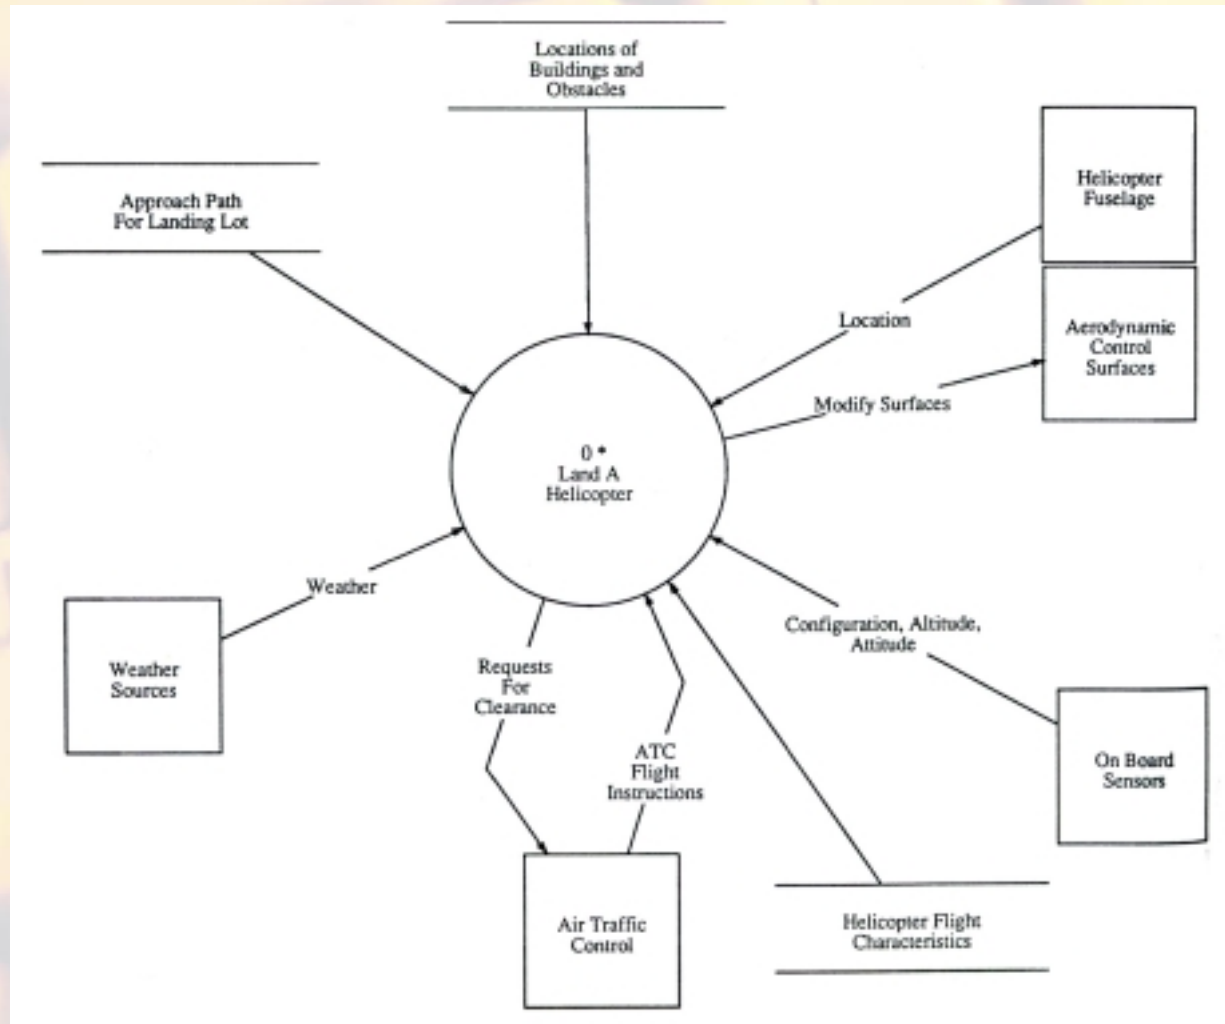 Locations of
Buildings and
Obstacles
Approach Path
For Landing Lot
Helicopter
Fuselage
Location
Aerodynamic
Control
Surfaces
Modify Surfaces
0 *
Land A
Helicopter
Weather
Weather
Sources
Configuration, Altitude,
Attitude
Requests
For
Clearance
ATC
Flight
Instructions
On Board
Sensors
Air Traffic
Control
Helicopter Flight
Characteristics